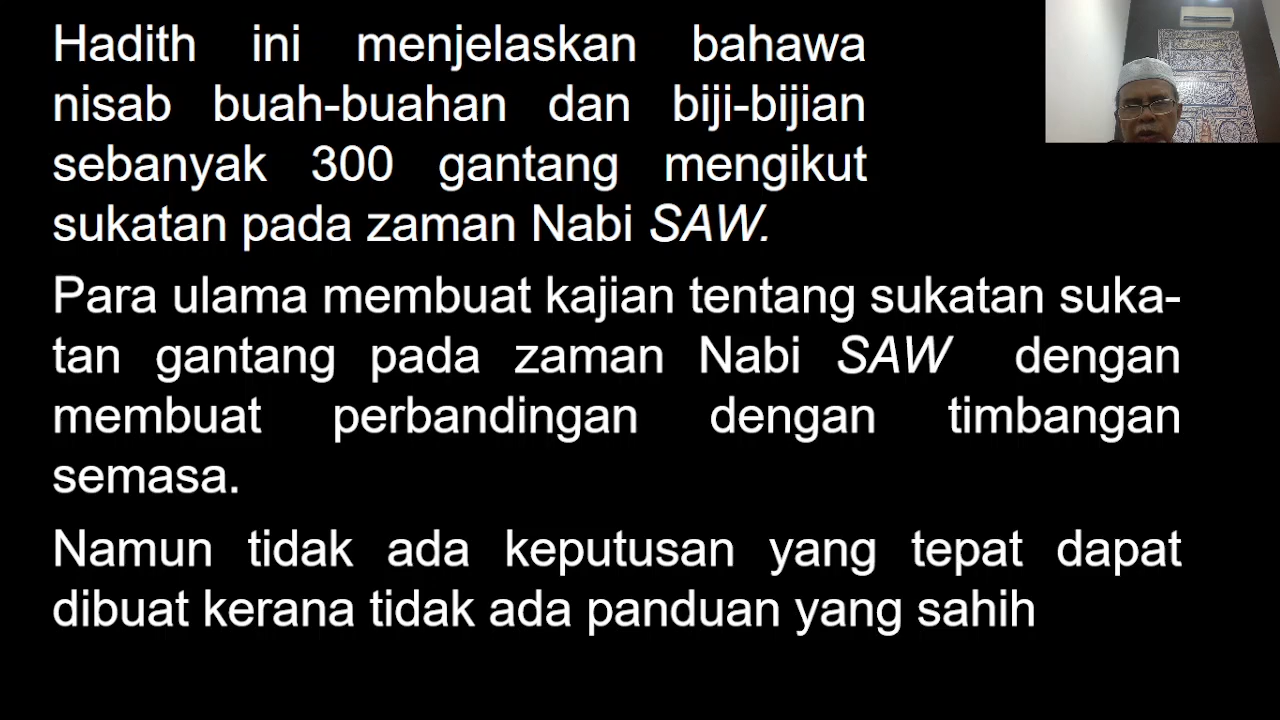 Hadith ini menjelaskan bahawa
nisab buah-buahan dan biji-bijian
sebanyak 300 gantang mengikut
sukatan pada zaman Nabi SAW.
Para ulama membuat kajian tentang sukatan suka-
tan gantang pada zaman Nabi SAW dengan
membuat perbandingan dengan timbangan
semasa.
Namun tidak ada keputusan yang tepat dapat
dibuat kerana tidak ada panduan yang sahih